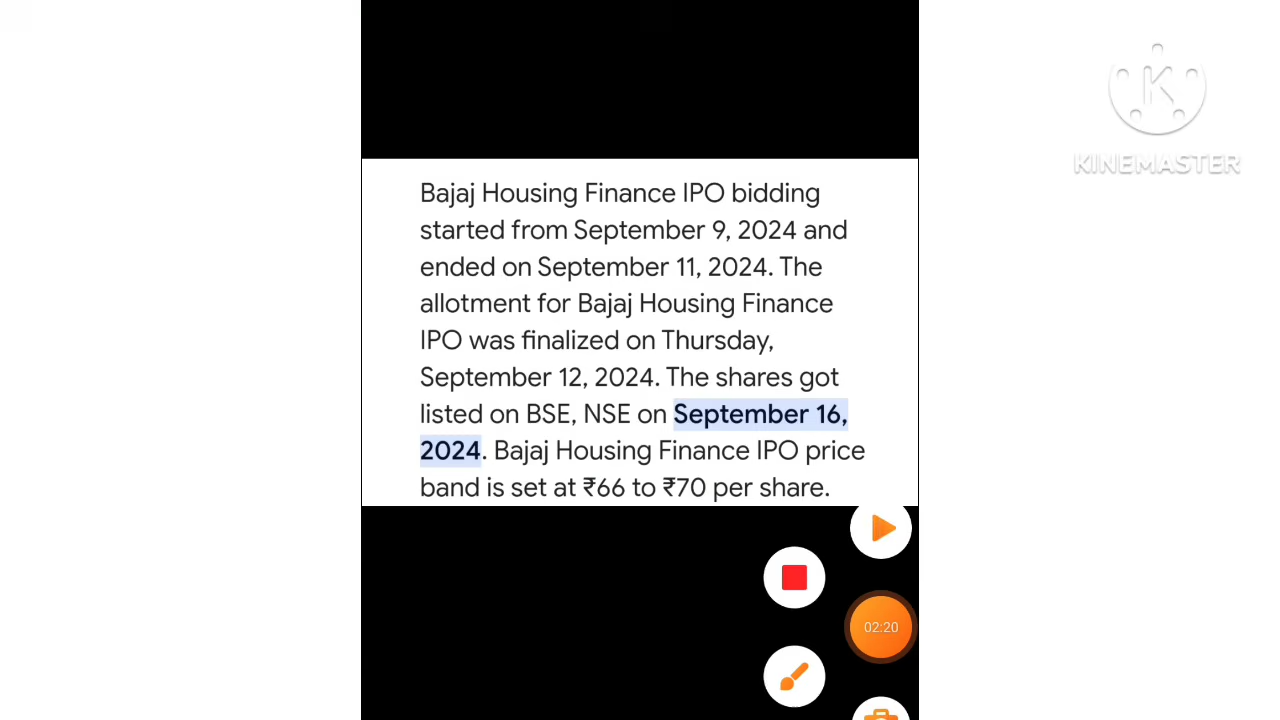 KINEMASTER
Bajaj Housing Finance IPO bidding
started from September 9, 2024 and
ended on September 11, 2024. The
allotment for Bajaj Housing Finance
IPO was finalized on Thursday,
September 12, 2024. The shares got
listed on BSE, NSE on September 16,
2024. Bajaj Housing Finance IPO price
band is set at ₹66 to ₹70 per share.
02:20